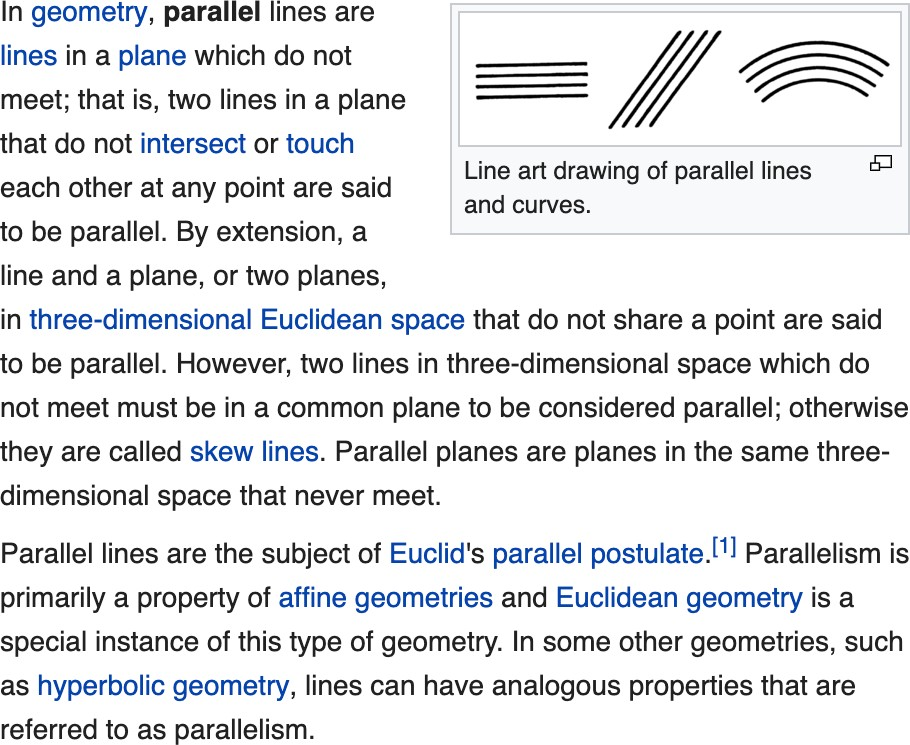 In geometry, parallel lines are
lines in a plane which do not
meet; that is, two lines in a plane
that do not intersect or touch
each other at any point are said
to be parallel. By extension, a
line and a plane, or two planes,
Line art drawing of parallel lines
and curves.
in three-dimensional Euclidean space that do not share a point are said
to be parallel. However, two lines in three-dimensional space which do
not meet must be in a common plane to be considered parallel; otherwise
they are called skew lines. Parallel planes are planes in the same three-
dimensional space that never meet.
Parallel lines are the subject of Euclid's parallel postulate.[1] Parallelism is
primarily a property of affine geometries and Euclidean geometry is a
special instance of this type of geometry. In some other geometries, such
as hyperbolic geometry, lines can have analogous properties that are
referred to as parallelism.